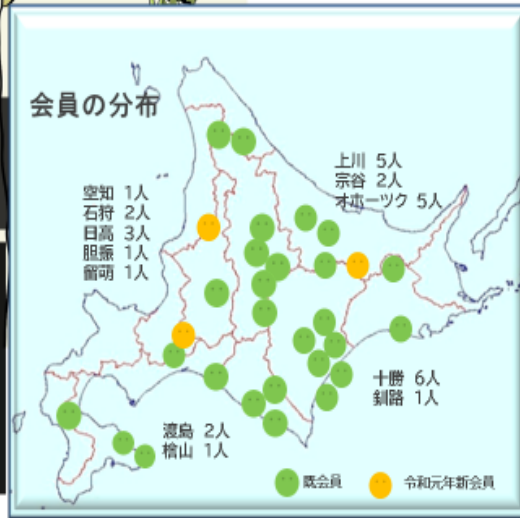 会員の分布
上川 5人
宗谷 2人
オホーツク 5人
空知 1人
石狩 2人
日高 3人
胆振 1人
留萌 1人
十勝 6人
釧路 1人
渡島 2人
桧山 1人
既会員
令和元年新会員